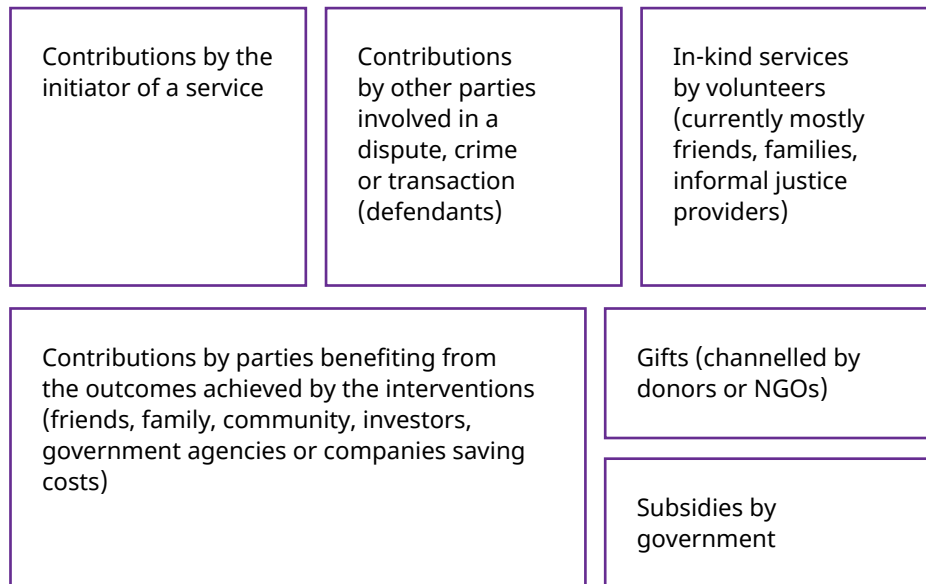 Contributions by the
initiator of a service
Contributions
by other parties
involved in a
dispute, crime
or transaction
(defendants)
In-kind services
by volunteers
(currently mostly
friends, families,
informal justice
providers)
Contributions by parties benefiting from
the outcomes achieved by the interventions
(friends, family, community, investors,
government agencies or companies saving
costs)
Gifts (channelled by
donors or NGOs)
Subsidies by
government